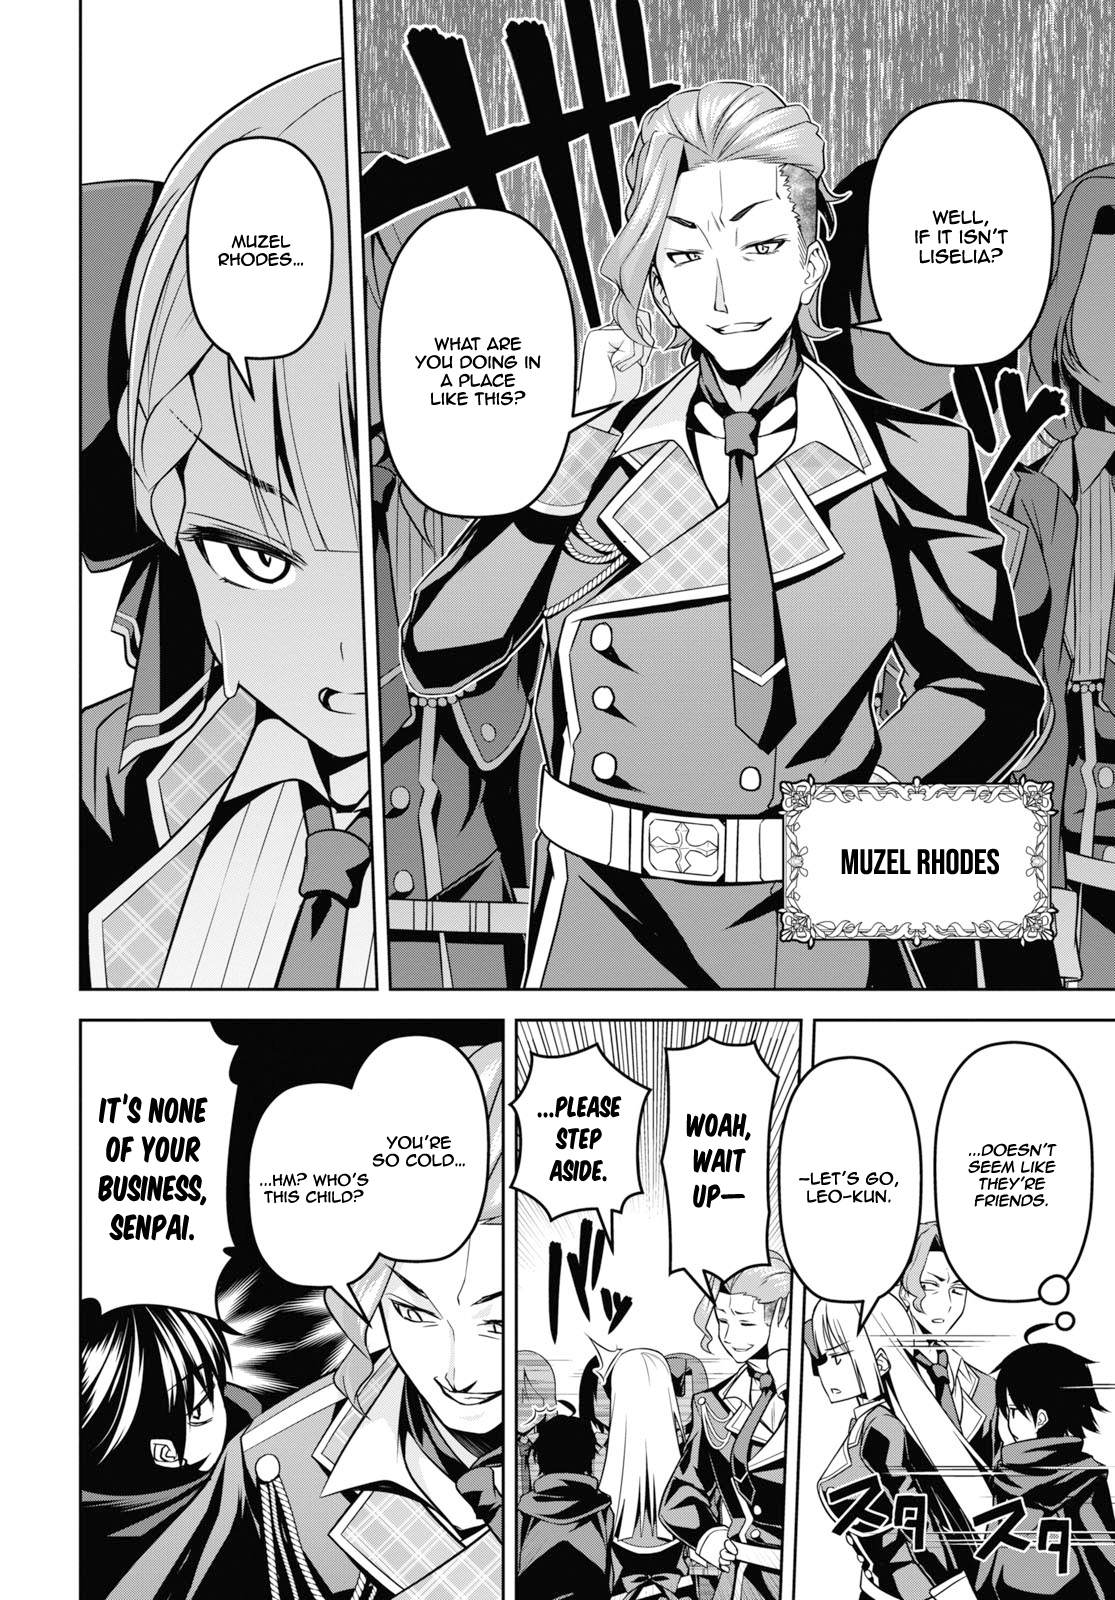 WELL,
IF IT ISN'T
LISELIA?
WHAT ARE
YOU DOING IN
A PLACE
LIKE THIS?
MUZEL RHODES
MUZEL
RHODES...
...DOESN'T
SEEM LIKE
THEY'RE
FRIENDS.
~LET'S GO,
LEO-KUN.
スタ
スタ
WOAH,
WAIT
UP—
...PLEASE
STEP
ASIDE.
YOU'RE
SO COLD...
...HM? WHO'S
THIS CHILD?
IT'S NONE
OF YOUR
BUSINESS,
SENPAI.